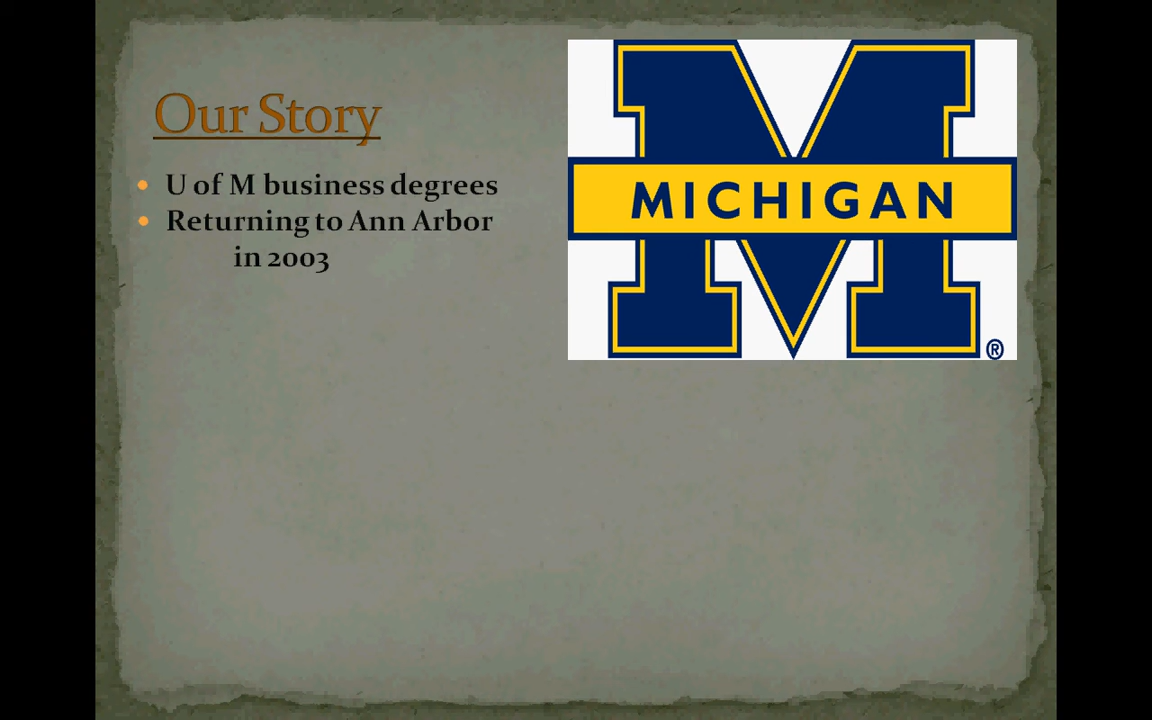 Our Story
U of M business degrees
Returning to Ann Arbor
in 2003
MICHIGAN
®